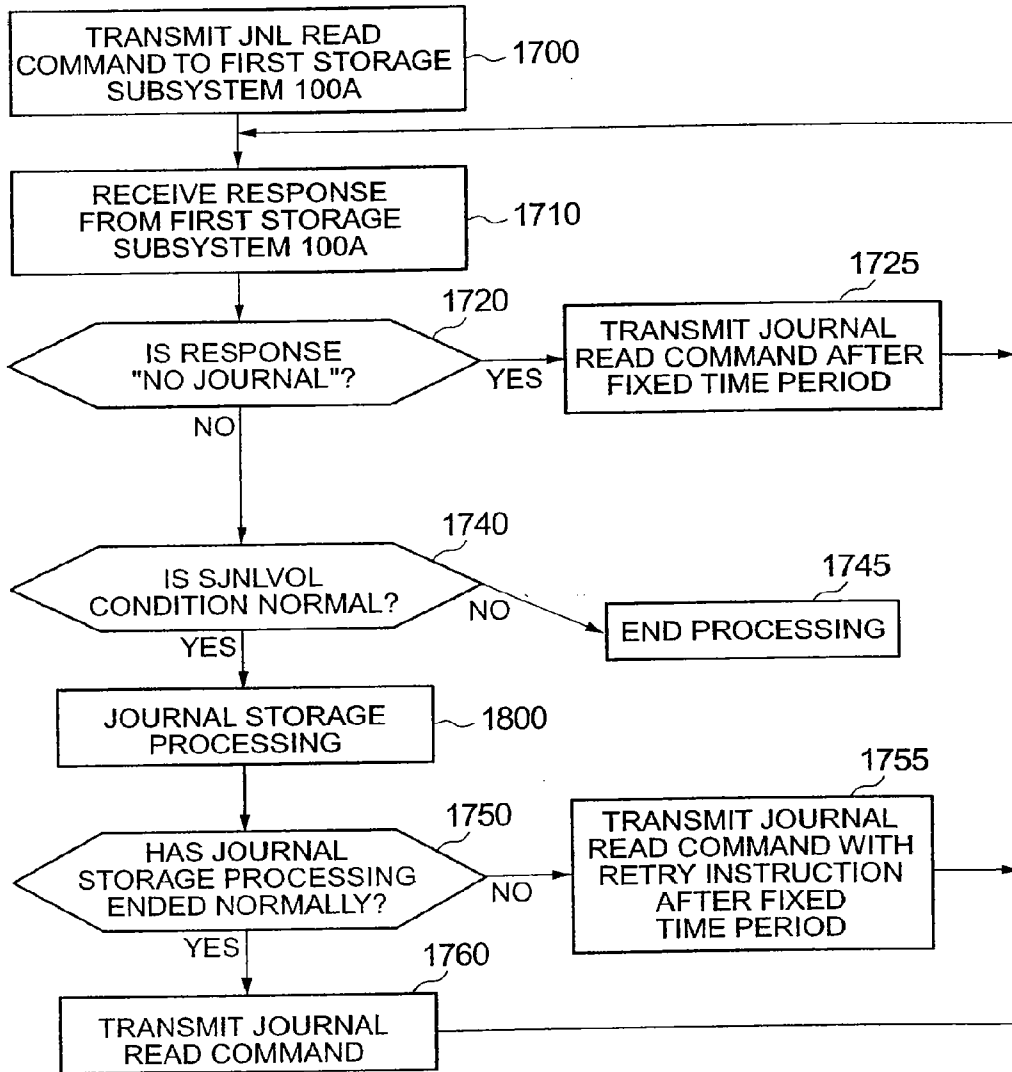 TRANSMIT JNL READ
COMMAND TO FIRST STORAGE
SUBSYSTEM 100A
1700
RECEIVE RESPONSE
FROM FIRST STORAGE
SUBSYSTEM 100A
1710
1720
IS RESPONSE
"NO JOURNAL"?
YES
NO
1725
TRANSMIT JOURNAL
READ COMMAND AFTER
FIXED TIME PERIOD
1740
IS SJNLVOL
CONDITION NORMAL?
NO
YES
1745
END PROCESSING
JOURNAL STORAGE
PROCESSING
1800
1750
HAS JOURNAL
STORAGE PROCESSING
ENDED NORMALLY?
NO
YES
1755
TRANSMIT JOURNAL
READ COMMAND WITH
RETRY INSTRUCTION
AFTER FIXED
TIME PERIOD
1760
TRANSMIT JOURNAL
READ COMMAND